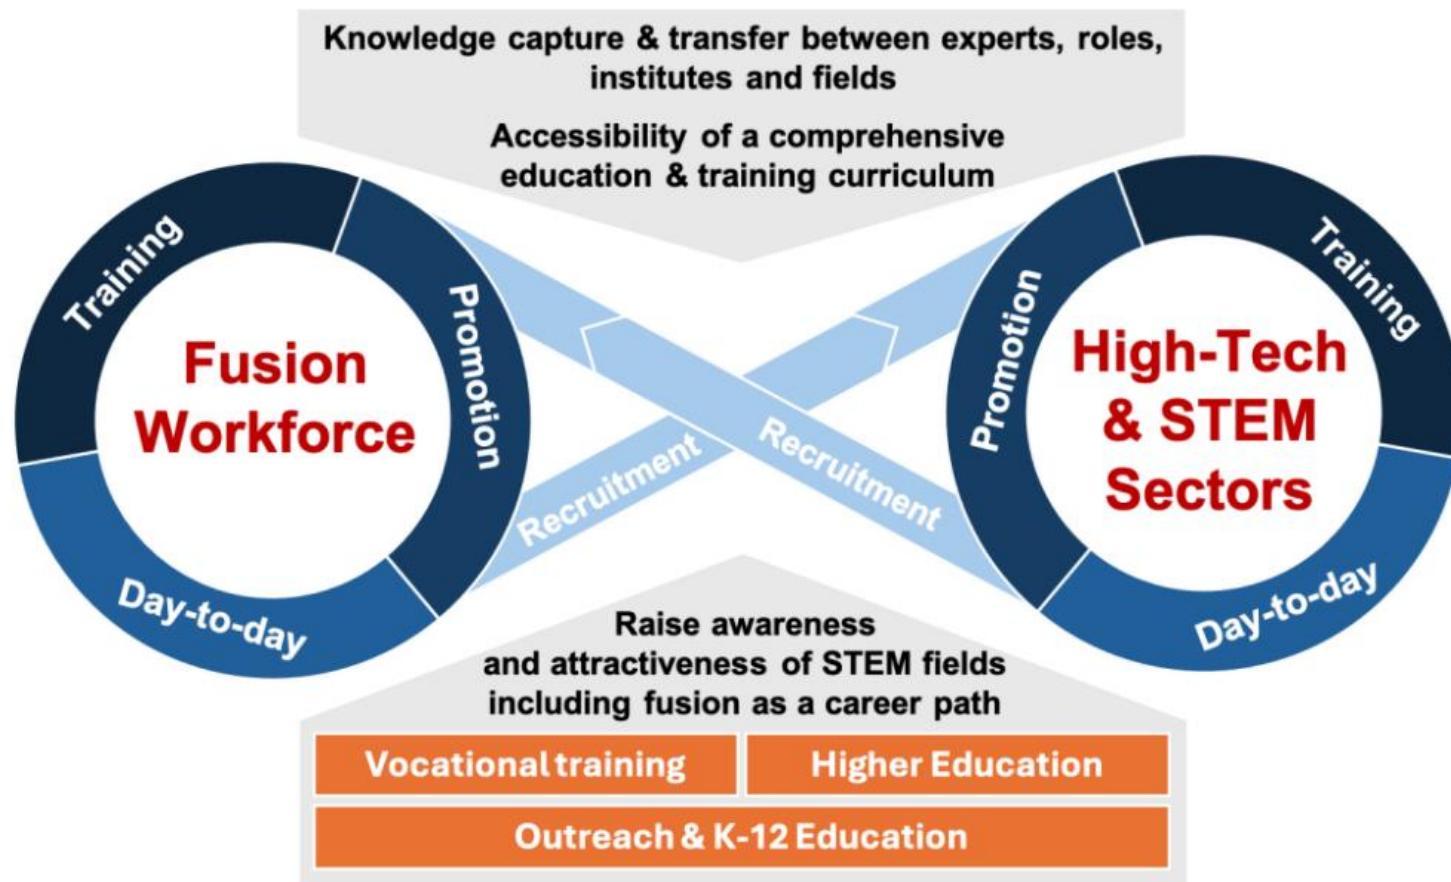 Knowledge capture & transfer between experts, roles,
institutes and fields
Accessibility of a comprehensive
education & training curriculum
Training
Promotion
Day-to-day
Fusion
Workforce
Recruitment
Recruitment
Promotion
Training
Day-to-day
High-Tech
& STEM
Sectors
Raise awareness
and attractiveness of STEM fields
including fusion as a career path
Vocational training
Higher Education
Outreach & K-12 Education